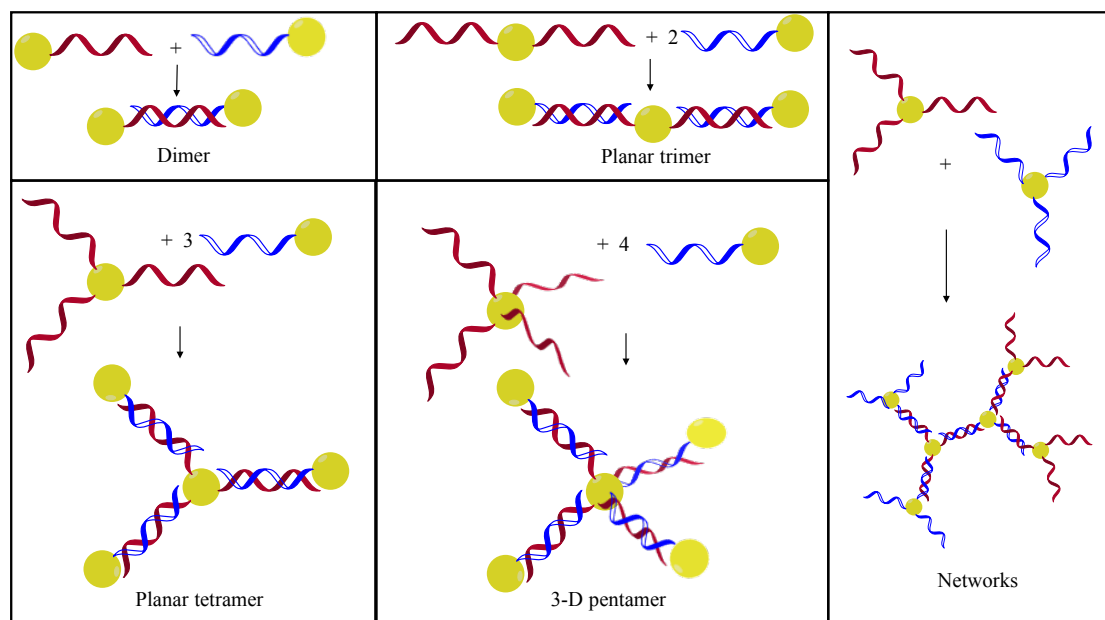 +
Dimer
+ 2
Planar trimer
+ 3
Planar tetramer
+ 4
3-D pentamer
+
Networks